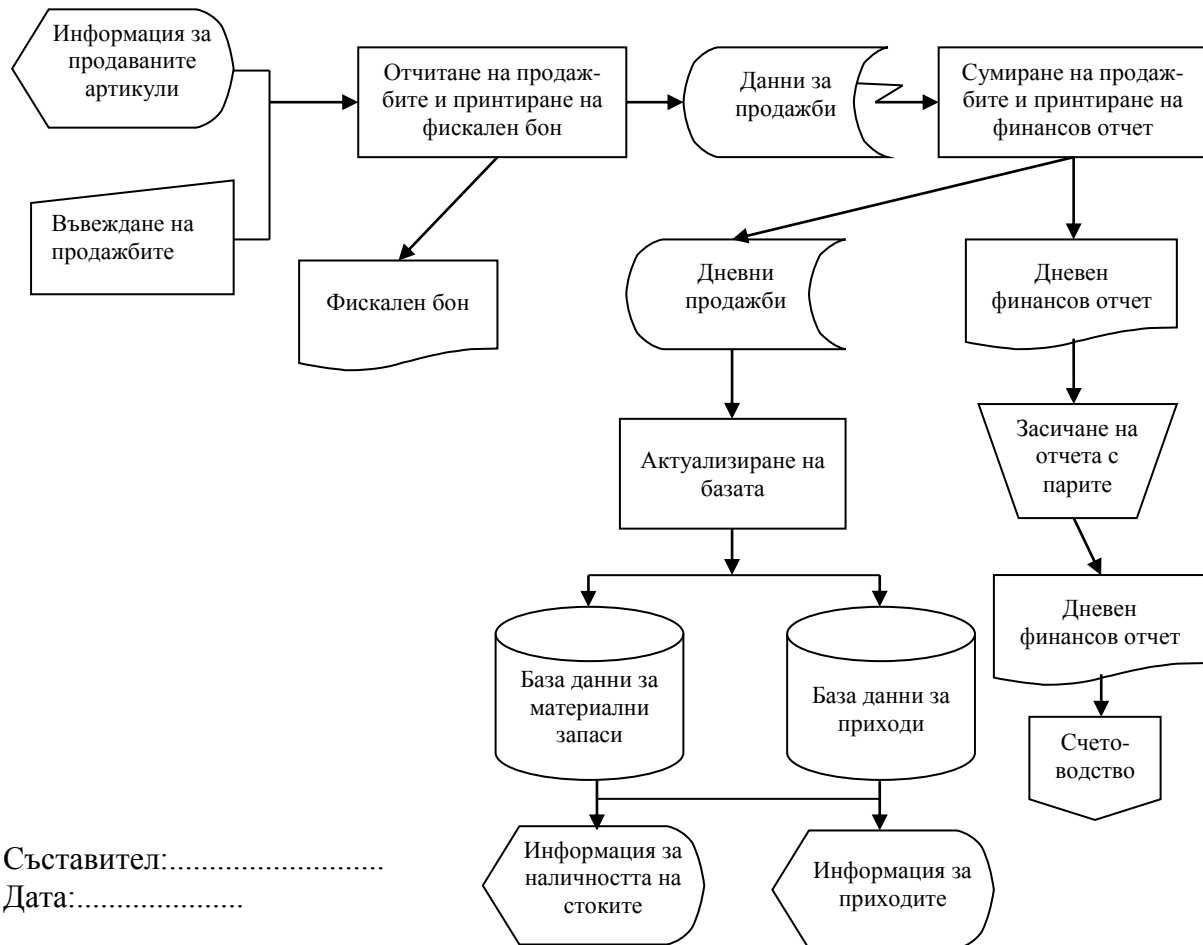 Информация за
продаваните
артикули
Отчитане на продаж-
бите и принтиране на
фискален бон
Данни за
продажби
Сумиране на продаж-
бите и принтиране на
финансов отчет
Въвеждане на
продажбите
Фискален бон
Дневни
продажби
Дневен
финансов отчет
Актуализиране на
базата
Засичане на
отчета с
парите
Дневен
финансов отчет
База данни за
материални
запаси
База данни за
приходи
Счето-
водство
Информация за
наличността на
стоките
Информация за
приходите
Съставител:..........................
Дата:....................